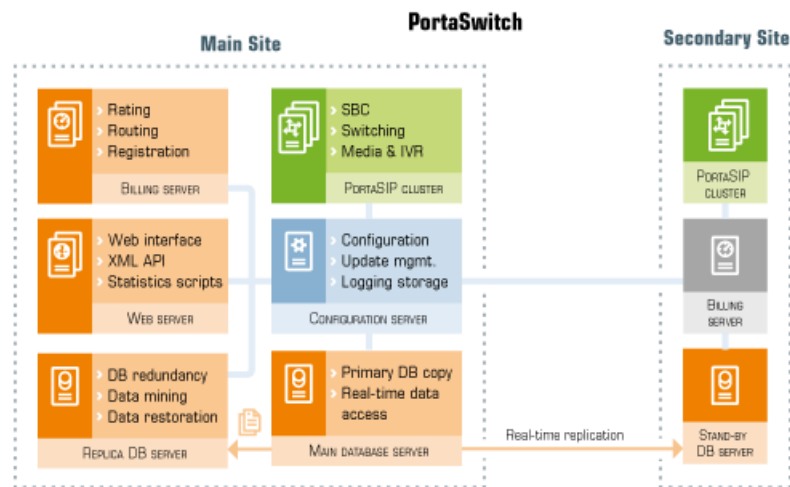 PortaSwitch
Main Site
Secondary Site
› Rating
› Routing
› Registration
Billing server
› SBC
› Switching
› Media & IVR
PortaSIP cluster
PortaSIP
cluster
› Web interface
› XML API
› Statistics scripts
Web server
› Configuration
› Update mgmt.
› Logging storage
Configuration server
Billing
server
› DB redundancy
› Data mining
› Data restoration
Replica DB server
› Primary DB copy
› Real-time data
access
Main database server
Real-time replication
Stand-by
DB server